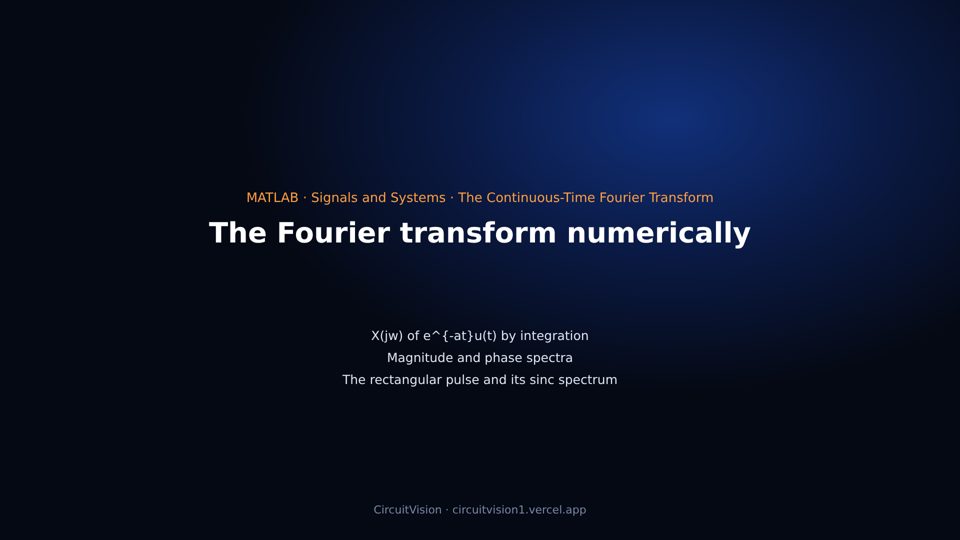 MATLAB · Signals and Systems · The Continuous-Time Fourier Transform
The Fourier transform numerically
X(jw) of e^{-at}u(t) by integration
Magnitude and phase spectra
The rectangular pulse and its sinc spectrum
CircuitVision · circuitvision1.vercel.app